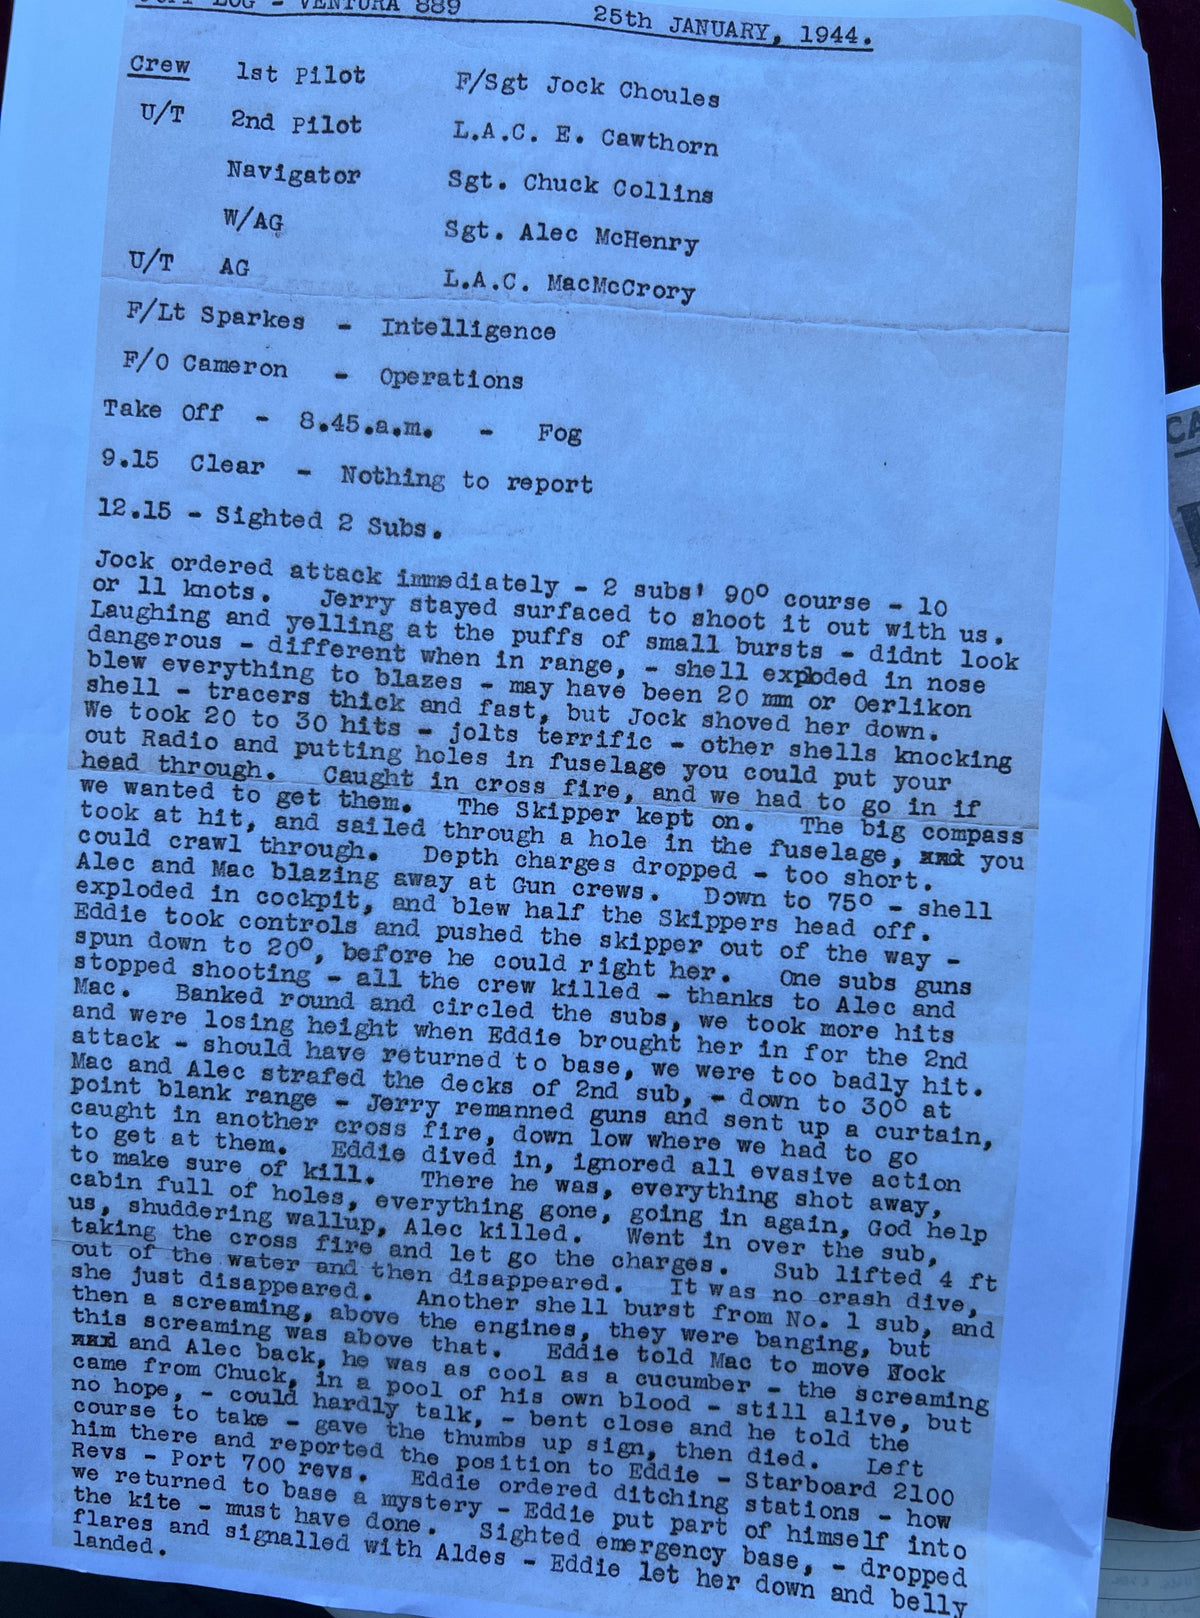 LOG - VENTURA 889    25th JANUARY, 1944.
Crew    1st Pilot    F/Sgt Jock Choules
U/T    2nd Pilot    L.A.C. E. Cawthorn
Navigator    Sgt. Chuck Collins
W/AG    Sgt. Alec McHenry
U/T    AG    L.A.C. MacMcCrory
F/Lt Sparkes - Intelligence
F/O Cameron - Operations
Take Off - 8.45.a.m. - Fog
9.15 Clear - Nothing to report
12.15 - Sighted 2 Subs.
Jock ordered attack immediately - 2 subs' 90° course - 10
or 11 knots. Jerry stayed surfaced to shoot it out with us.
Laughing and yelling at the puffs of small bursts - didnt look
dangerous - different when in range, - shell exploded in nose
blew everything to blazes - may have been 20 mm or Oerlikon
shell - tracers thick and fast, but Jock shoved her down.
We took 20 to 30 hits - jolts terrific - other shells knocking
out Radio and putting holes in fuselage you could put your
head through. Caught in cross fire, and we had to go in if
we wanted to get them. The Skipper kept on. The big compass
took at hit, and sailed through a hole in the fuselage, you
could crawl through. Depth charges dropped - too short.
Alec and Mac blazing away at Gun crews. Down to 75° - shell
exploded in cockpit, and blew half the Skippers head off.
Eddie took controls and pushed the skipper out of the way -
spun down to 20°, before he could right her. One subs guns
stopped shooting - all the crew killed - thanks to Alec and
Mac. Banked round and circled the subs, we took more hits
and were losing height when Eddie brought her in for the 2nd
attack - should have returned to base, we were too badly hit.
Mac and Alec strafed the decks of 2nd sub, - down to 30° at
point blank range - Jerry remanned guns and sent up a curtain,
caught in another cross fire, down low where we had to go
to get at them. Eddie dived in, ignored all evasive action
to make sure of kill. There he was, everything shot away,
cabin full of holes, everything gone, going in again, God help
us, shuddering wallup, Alec killed. Went in over the sub,
taking the cross fire and let go the charges. Sub lifted 4 ft
out of the water and then disappeared. It was no crash dive,
she just disappeared. Another shell burst from No. 1 sub, and
then a screaming, above the engines, they were banging, but
this screaming was above that. Eddie told Mac to move Jock
and Alec back, he was as cool as a cucumber - the screaming
came from Chuck, in a pool of his own blood - still alive, but
no hope, - could hardly talk, - bent close and he told the
course to take - gave the thumbs up sign, then died. Left
him there and reported the position to Eddie - Starboard 2100
Revs - Port 700 revs. Eddie ordered ditching stations - how
we returned to base a mystery - Eddie put part of himself into
the kite - must have done. Sighted emergency base, - dropped
flares and signalled with Aldes - Eddie let her down and belly
landed.
CA